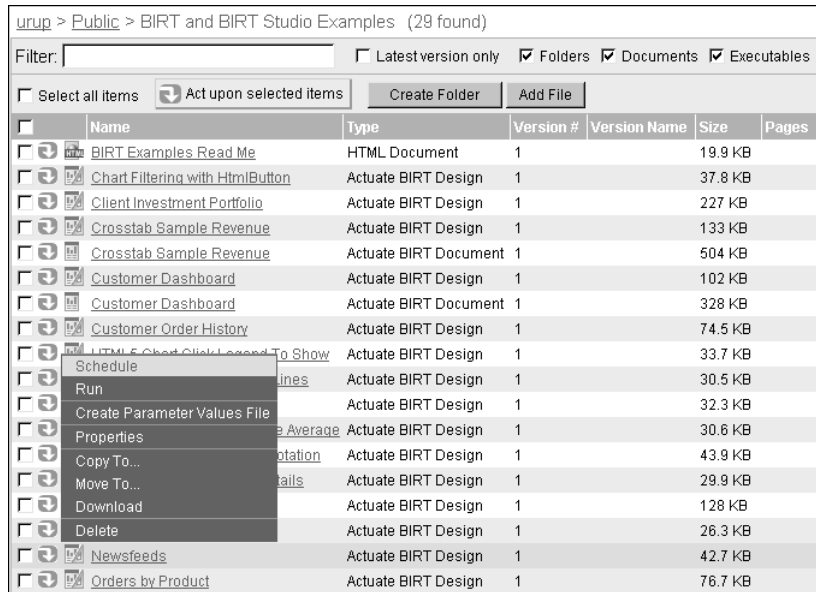 urup > Public > BIRT and BIRT Studio Examples (29 found)
Filter: Latest version only Folders Documents Executables
Select all items Act upon selected items Create Folder Add File
Name Type Version # Version Name Size Pages
BIRT Examples Read Me HTML Document 1 19.9 KB
Chart Filtering with HtmlButton Actuate BIRT Design 1 37.8 KB
Client Investment Portfolio Actuate BIRT Design 1 227 KB
Crosstab Sample Revenue Actuate BIRT Design 1 133 KB
Crosstab Sample Revenue Actuate BIRT Document 1 504 KB
Customer Dashboard Actuate BIRT Design 1 102 KB
Customer Dashboard Actuate BIRT Document 1 328 KB
Customer Order History Actuate BIRT Design 1 74.5 KB
HTML5 Chart Click Legend To Show Actuate BIRT Design 1 33.7 KB
Schedule
Lines Actuate BIRT Design 1 30.5 KB
Run
Actuate BIRT Design 1 32.3 KB
Create Parameter Values File
Average Actuate BIRT Design 1 30.6 KB
Properties
Actuate BIRT Design 1 43.9 KB
Copy To...
Actuate BIRT Design 1 29.9 KB
Move To...
Actuate BIRT Design 1 128 KB
Download
Actuate BIRT Design 1 26.3 KB
Delete
Newsfeeds Actuate BIRT Design 1 42.7 KB
Orders by Product Actuate BIRT Design 1 76.7 KB